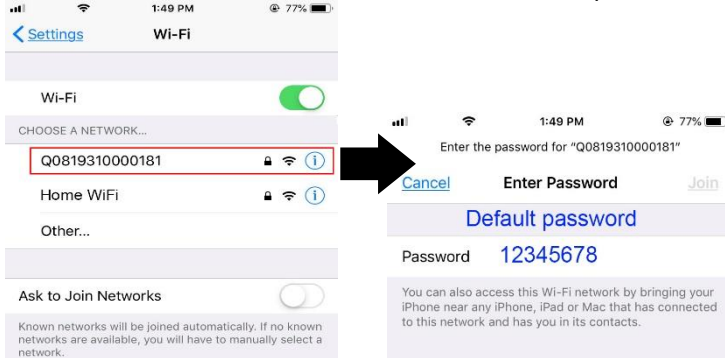 1:49 PM
77%
Settings
Wi-Fi
Wi-Fi
CHOOSE A NETWORK...
Q0819310000181
Home WiFi
Other...
Ask to Join Networks
Known networks will be joined automatically. If no known
networks are available, you will have to manually select a
network.
1:49 PM
77%
Enter the password for “Q0819310000181”
Cancel
Enter Password
Join
Default password
Password
12345678
You can also access this Wi-Fi network by bringing your
iPhone near any iPhone, iPad or Mac that has connected
to this network and has you in its contacts.